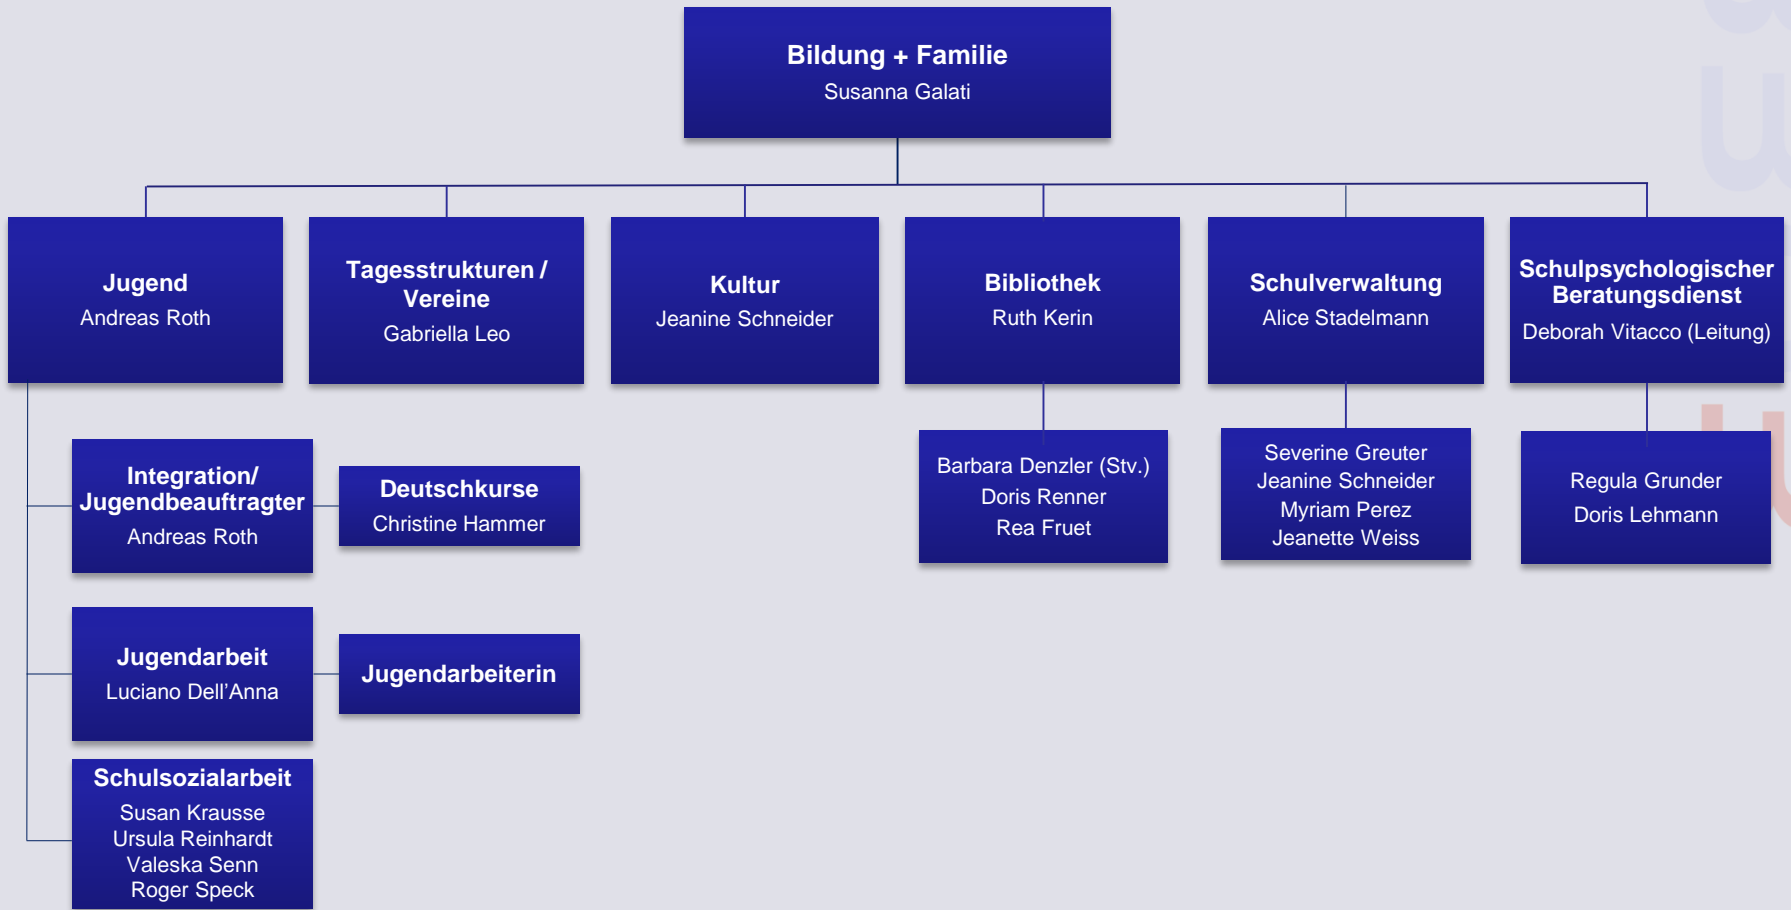 Bildung + Familie
Susanna Galati
Jugend
Andreas Roth
Tagesstrukturen /
Vereine
Gabriella Leo
Kultur
Jeanine Schneider
Bibliothek
Ruth Kerin
Schulverwaltung
Alice Stadelmann
Schulpsychologischer
Beratungsdienst
Deborah Vitacco (Leitung)
Integration/
Jugendbeauftragter
Andreas Roth
Deutschkurse
Christine Hammer
Barbara Denzler (Stv.)
Doris Renner
Rea Fruet
Severine Greuter
Jeanine Schneider
Myriam Perez
Jeanette Weiss
Regula Grunder
Doris Lehmann
Jugendarbeit
Luciano Dell’Anna
Jugendarbeiterin
Schulsozialarbeit
Susan Krausse
Ursula Reinhardt
Valeska Senn
Roger Speck